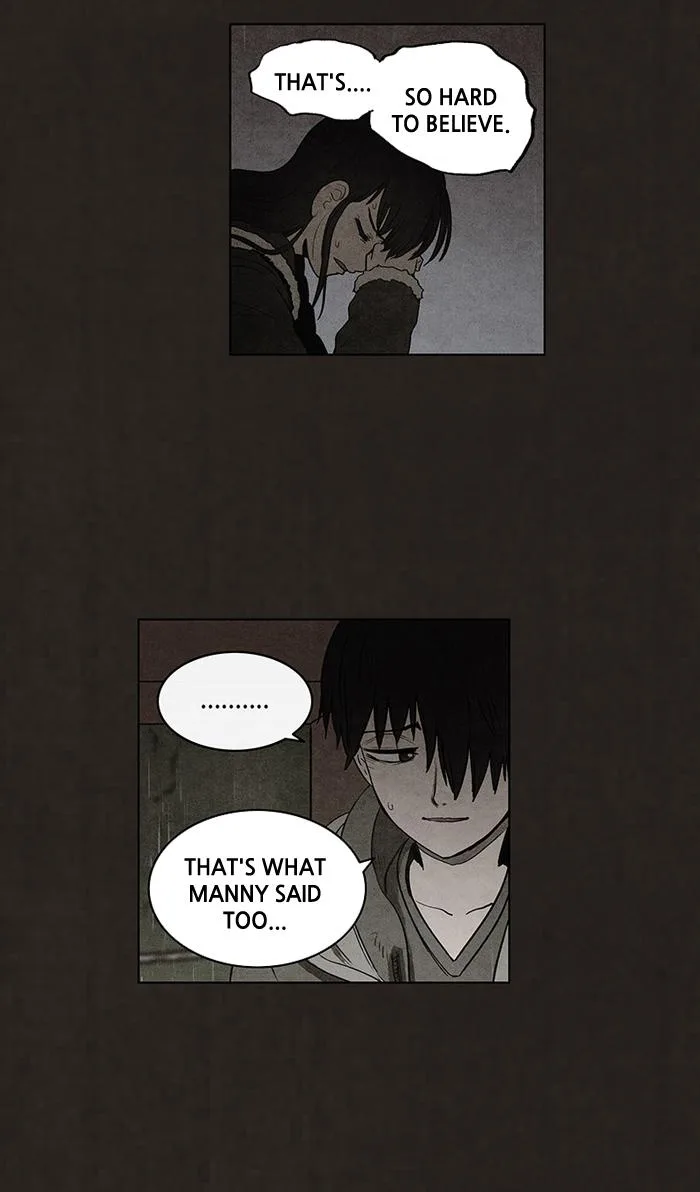 THAT'S....
SO HARD
TO BELIEVE.
..........
THAT'S WHAT
MANNY SAID
TOO...